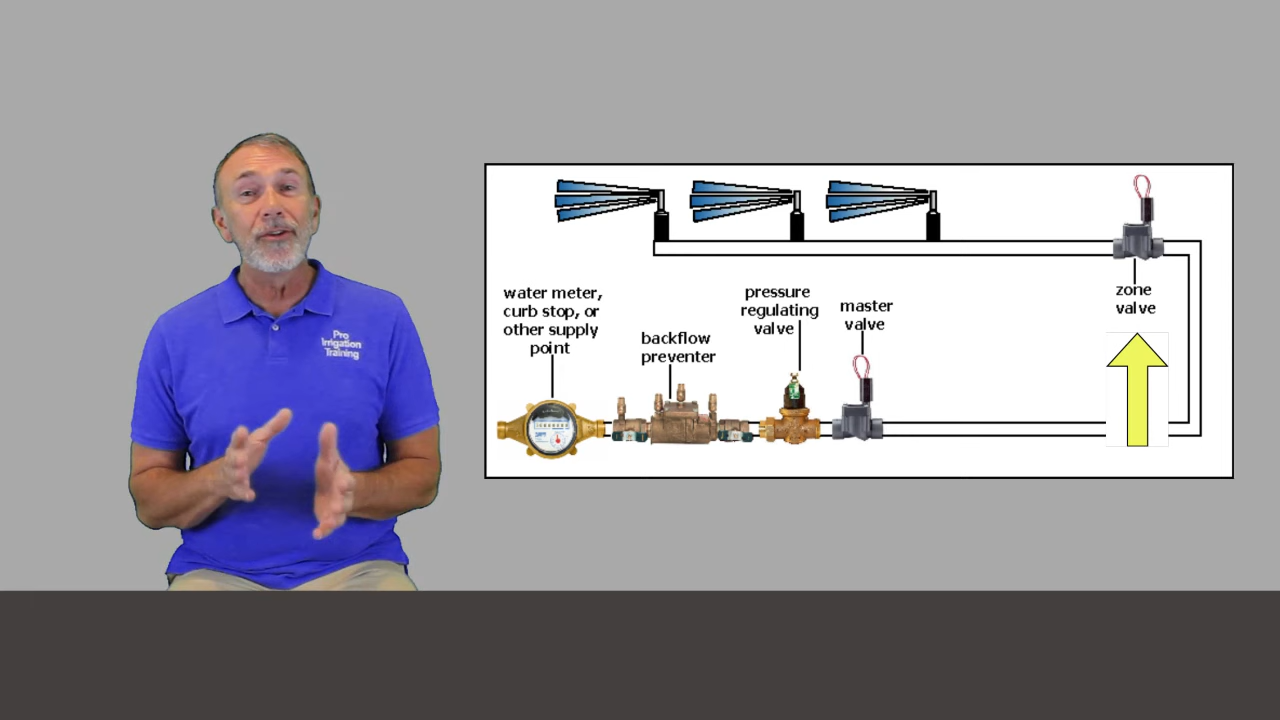 Pro
Irrigation
Training
water meter,
curb stop, or
other supply
point
backflow
preventer
pressure
regulating
valve
master
valve
zone
valve